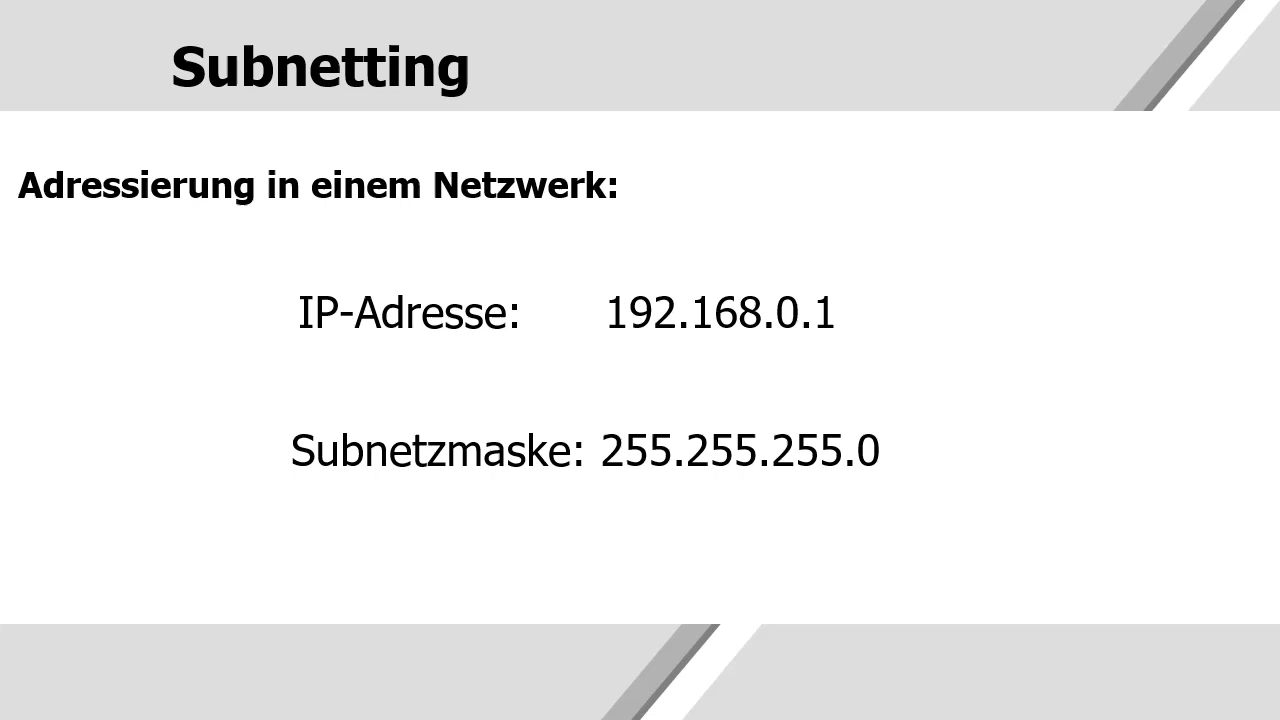 Subnetting
Adressierung in einem Netzwerk:
IP-Adresse: 192.168.0.1
Subnetzmaske: 255.255.255.0